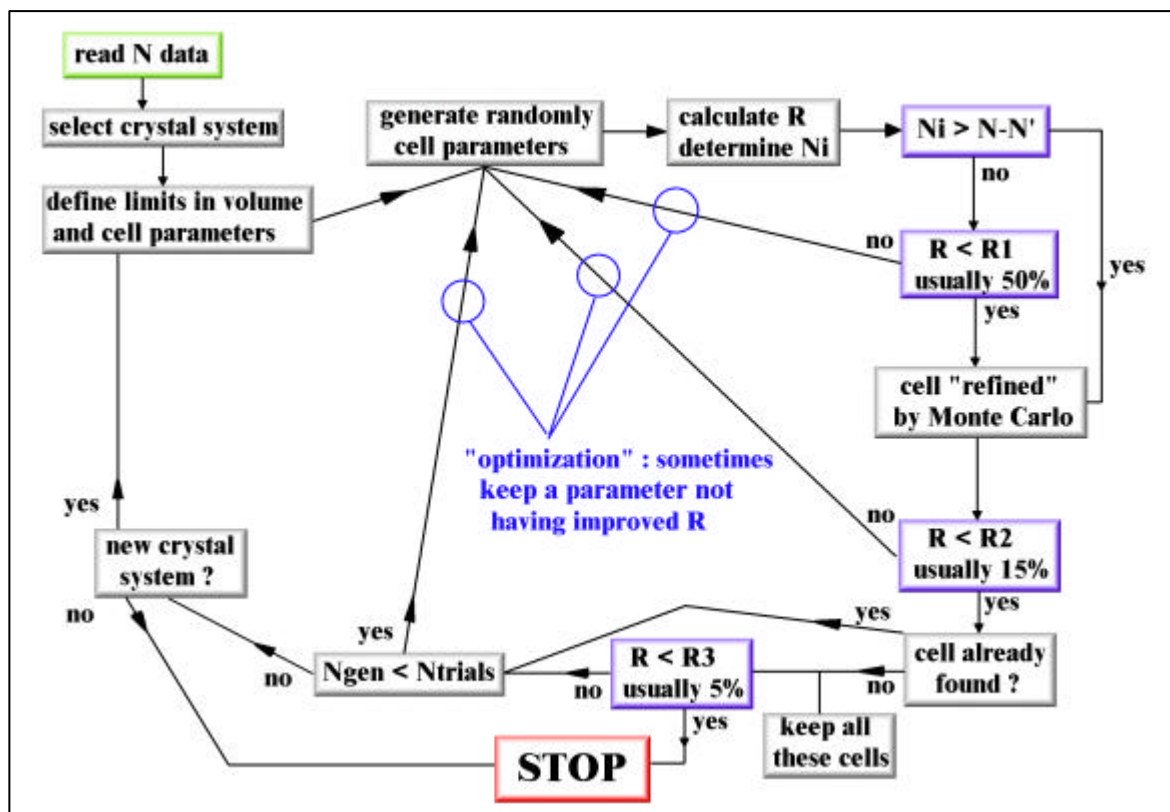 read N data
select crystal system
define limits in volume
and cell parameters
generate randomly
cell parameters
calculate R
determine Ni
Ni > N-N'
no
yes
no
R < R1
usually 50%
yes
cell "refined"
by Monte Carlo
"optimization" : sometimes
keep a parameter not
having improved R
no
R < R2
usually 15%
yes
cell already
found ?
yes
no
keep all
these cells
R < R3
usually 5%
no
yes
STOP
Ngen < Ntrials
yes
no
new crystal
system ?
yes
no